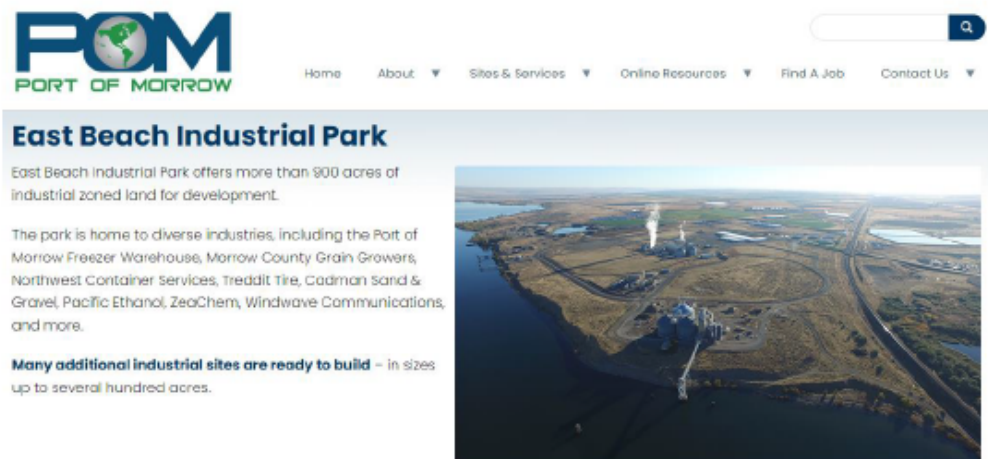 POM
PORT OF MORROW
Home About Sites & Services Online Resources Find A Job Contact Us
East Beach Industrial Park
East Beach Industrial Park offers more than 900 acres of
industrial zoned land for development.
The park is home to diverse industries, including the Port of
Morrow Freezer Warehouse, Morrow County Grain Growers,
Northwest Container Services, Treddit Tire, Cadman Sand &
Gravel, Pacific Ethanol, ZeaChem, Windwave Communications,
and more.
Many additional industrial sites are ready to build – in sizes
up to several hundred acres.